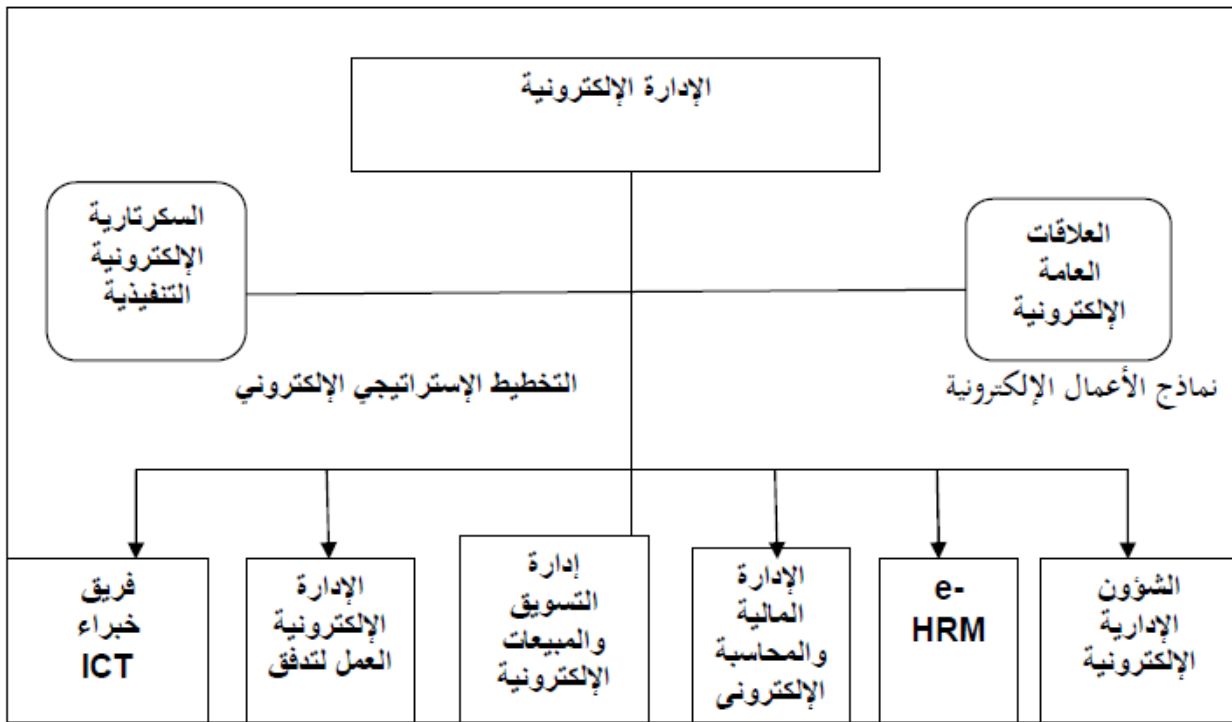 الإدارة الإلكترونية
العلاقات
العامة
الإلكترونية
السكرتارية
الإلكترونية
التنفيذية
نماذج الأعمال الإلكترونية
التخطيط الإستراتيجي الإلكتروني
الشؤون
الإدارية
الإلكترونية
e-
HRM
الإدارة
المالية
والمحاسبة
الإلكتروني
إدارة
التسويق
والمبيعات
الإلكترونية
الإدارة
الإلكترونية
العمل لتدفق
فريق
خبراء
ICT